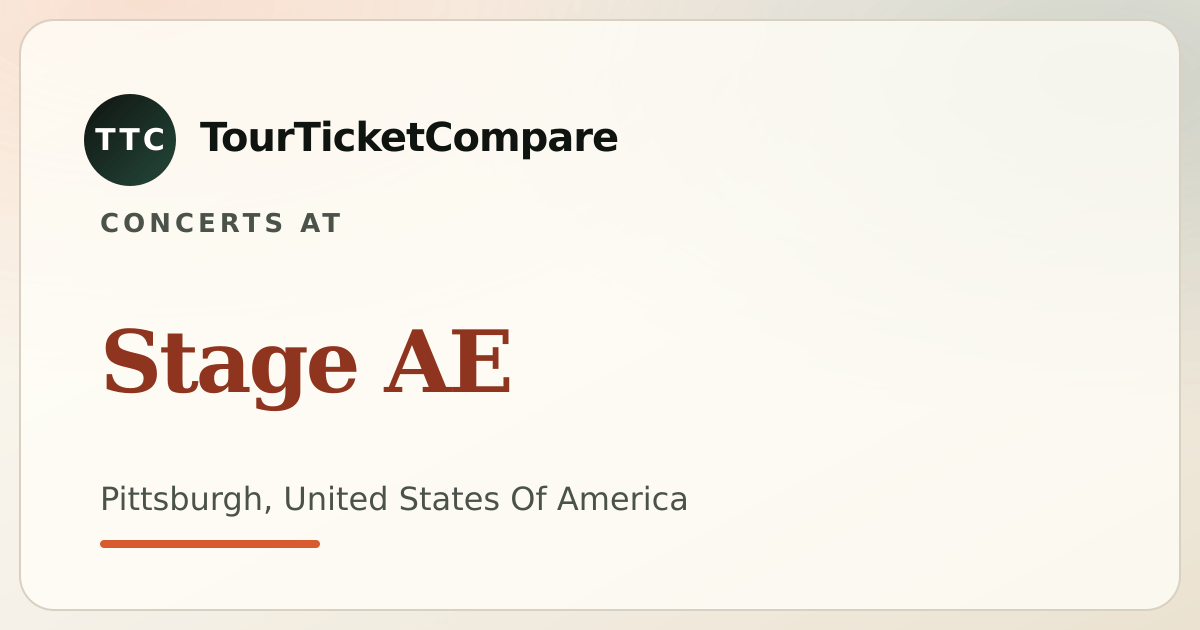 TTC TourTicketCompare
CONCERTS AT
Stage AE
Pittsburgh, United States Of America